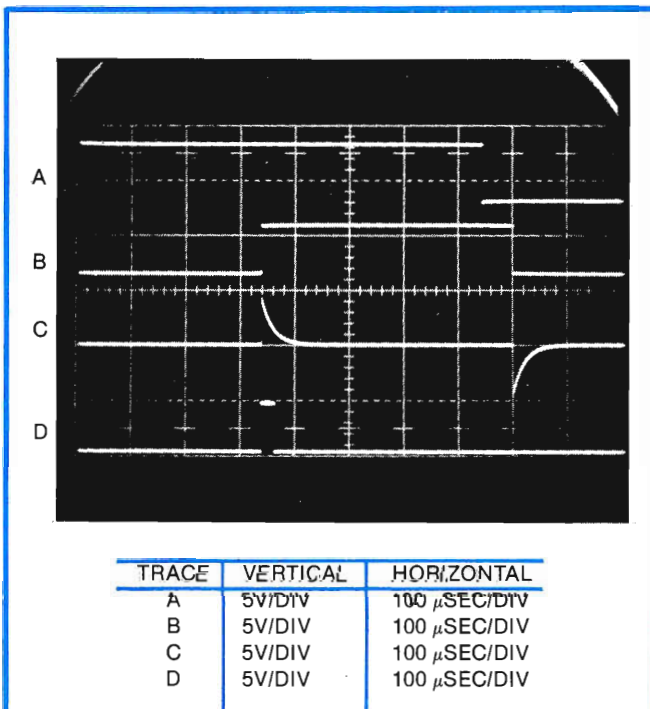 A
B
C
D
TRACE VERTICAL HORIZONTAL
A 5V/DIV 100 μSEC/DIV
B 5V/DIV 100 μSEC/DIV
C 5V/DIV 100 μSEC/DIV
D 5V/DIV 100 μSEC/DIV